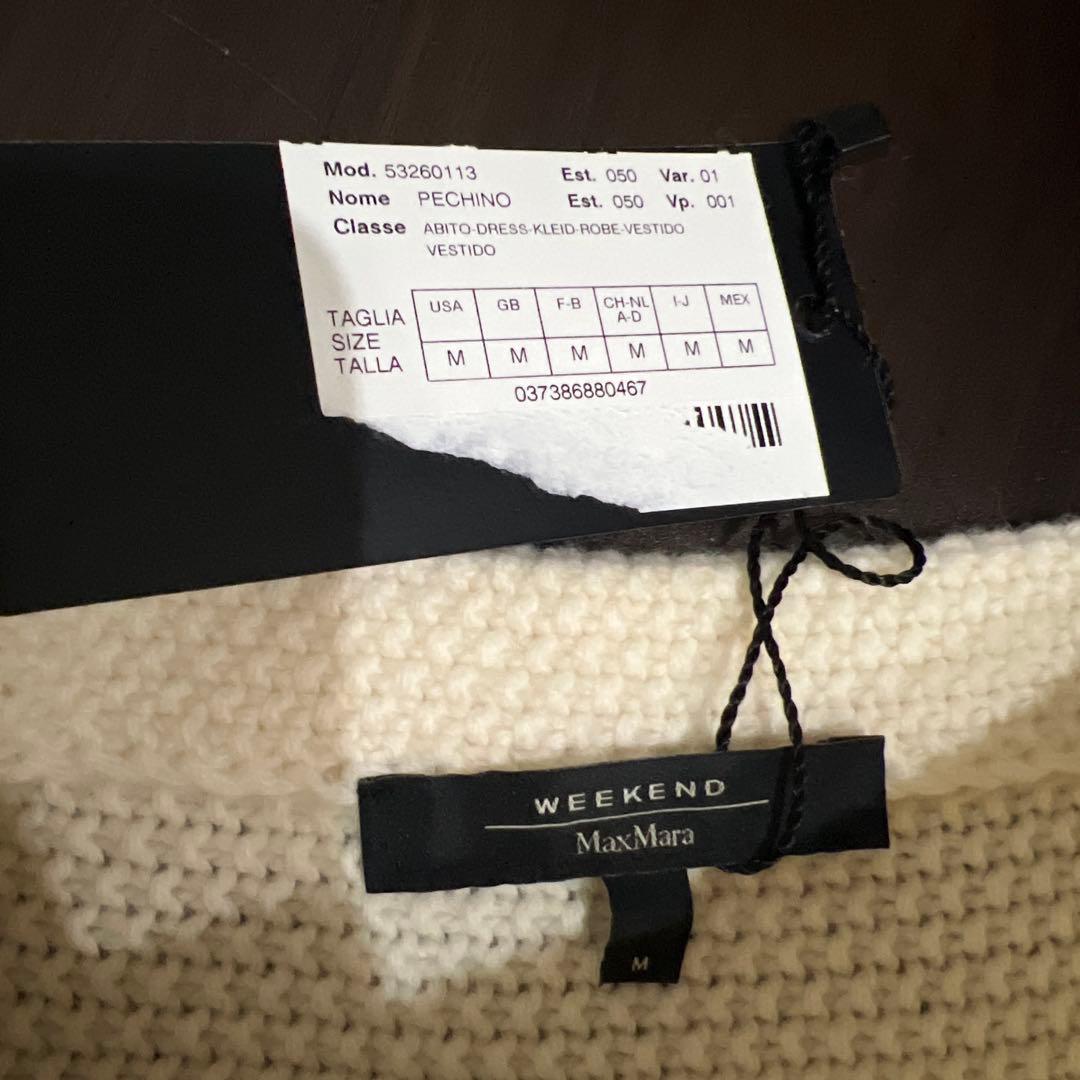 Mod. 53260113 Est. 050 Var. 01
Nome PECHINO Est. 050 Vp. 001
Classe ABITO-DRESS-KLEID-ROBE-VESTIDO
VESTIDO
TAGLIA
SIZE
TALLA
USA GB F-B CH-NL A-D I-J MEX
M M M M M M
037386880467
WEEKEND
MaxMara
M